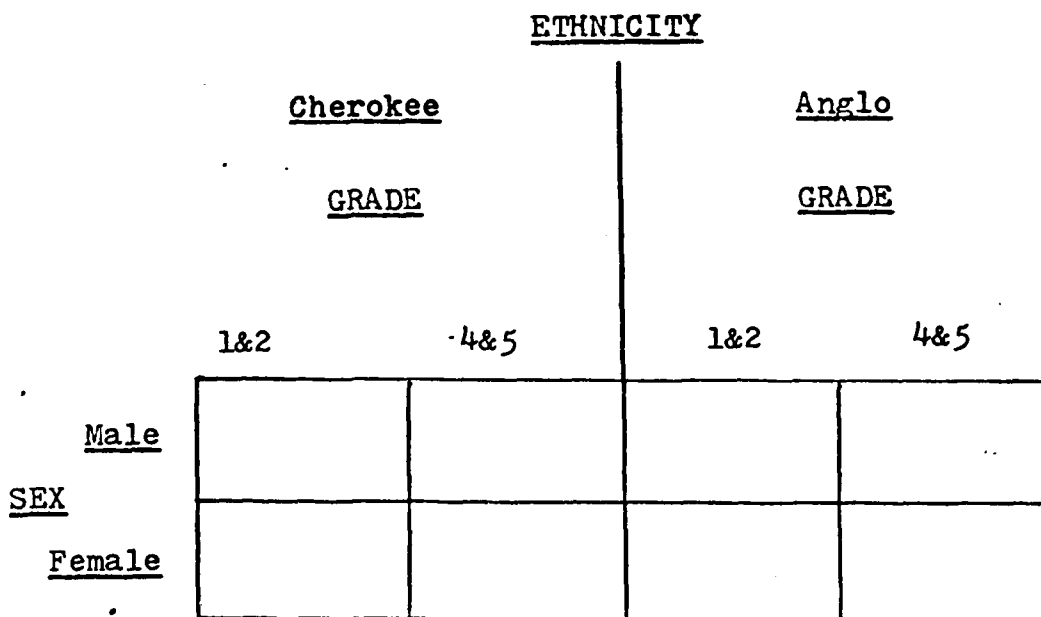 ETHNICITY
Cherokee Anglo
GRADE GRADE
1&2 4&5 1&2 4&5
Male
SEX
Female